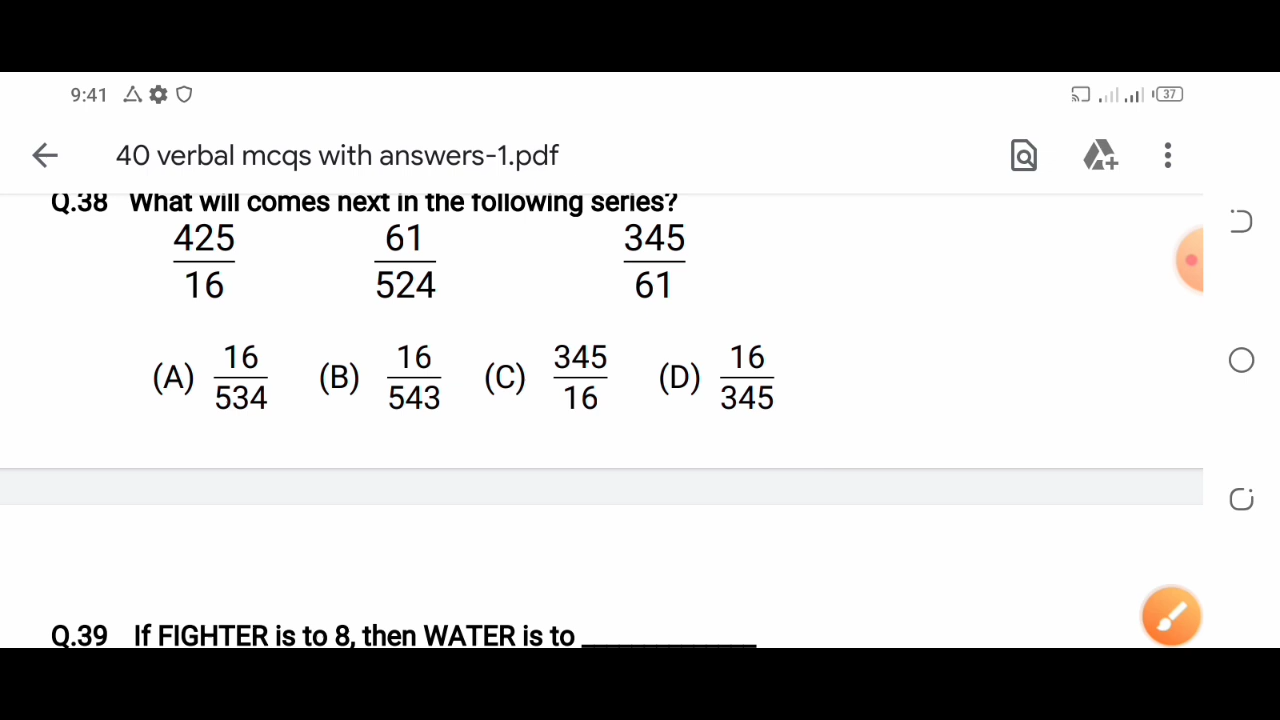 9:41 37
40 verbal mcqs with answers-1.pdf
Q.38 What will comes next in the following series?
425 61 345
16 524 61
16 16 345 16
(A) (B) (C) (D)
534 543 16 345
Q.39 If FIGHTER is to 8, then WATER is to ______________